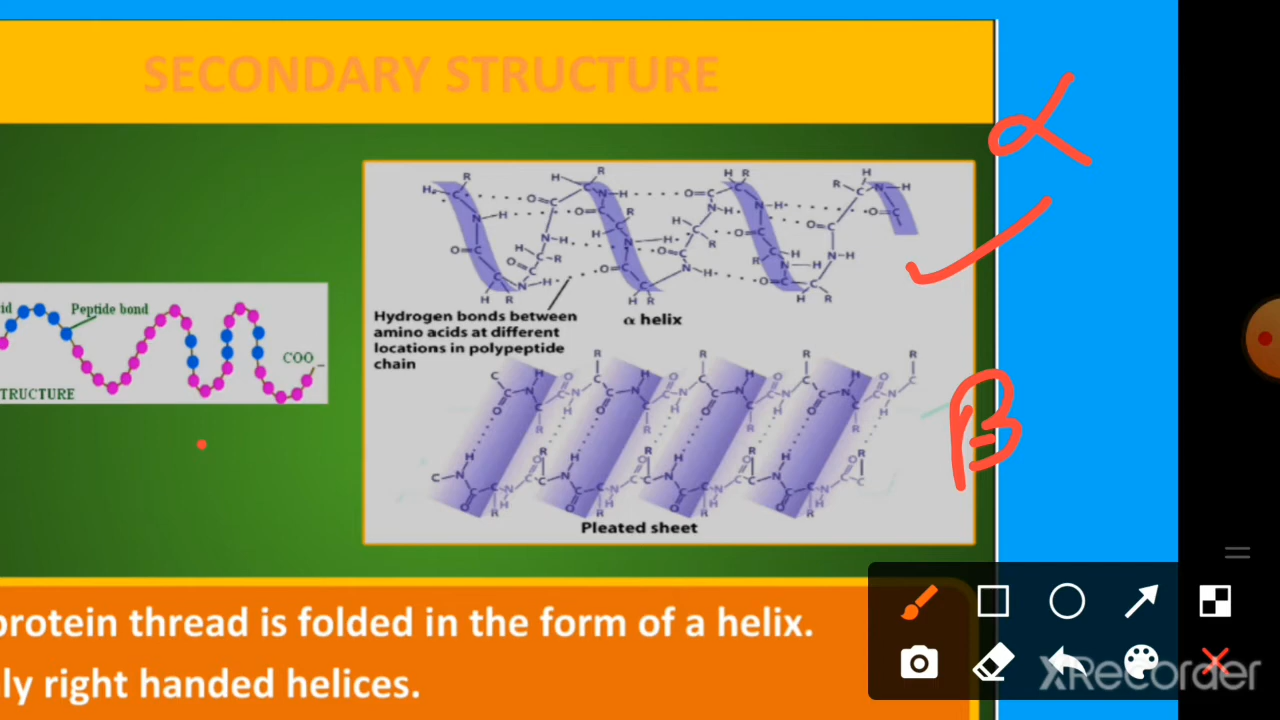 SECONDARY STRUCTURE
α
id Peptide bond
COO –
TRUCTURE
Hydrogen bonds between
amino acids at different
locations in polypeptide
chain
α helix
β
Pleated sheet
protein thread is folded in the form of a helix.
ly right handed helices.
XRecorder